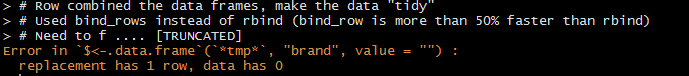 > # Row combined the data frames, make the data "tidy"
> # Used bind_rows instead of rbind (bind_row is more than 50% faster than rbind)
> # Need to f .... [TRUNCATED]
Error in `$<-.data.frame`(`*tmp*`, "brand", value = "") :
  replacement has 1 row, data has 0